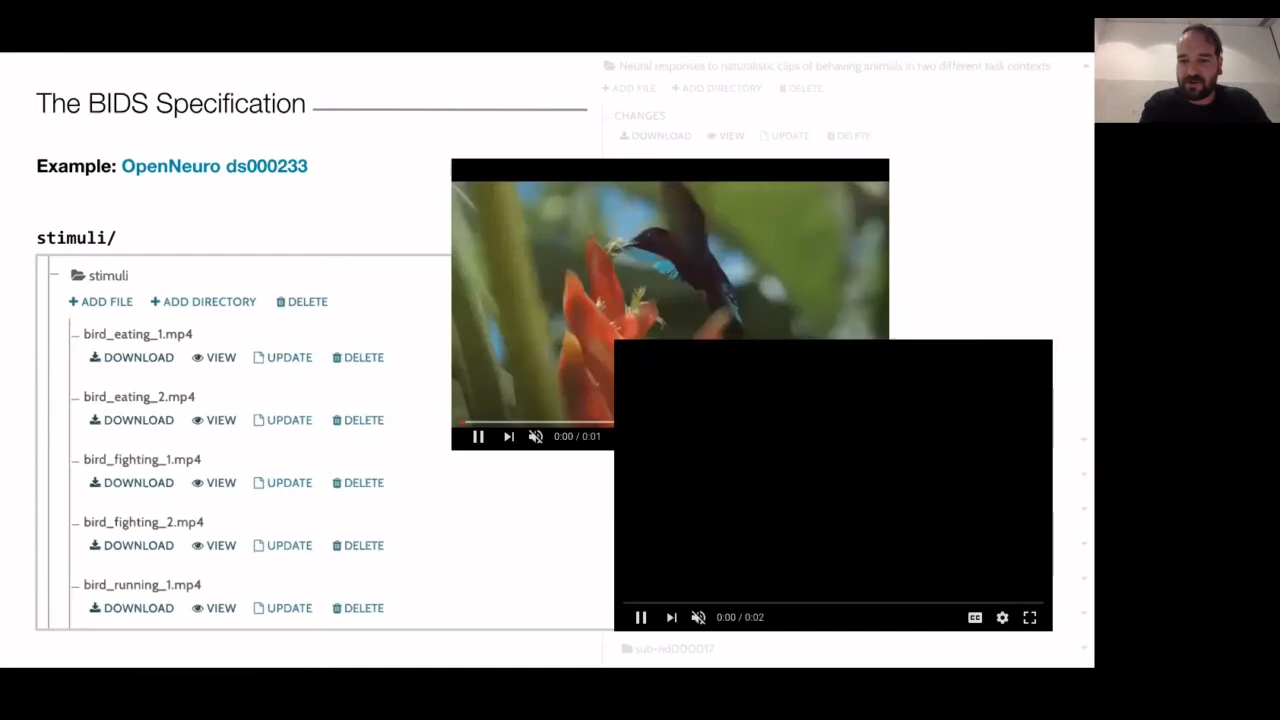 The BIDS Specification
Example: OpenNeuro ds000233
stimuli/
stimuli
ADD FILE ADD DIRECTORY DELETE
bird_eating_1.mp4
DOWNLOAD VIEW UPDATE DELETE
bird_eating_2.mp4
DOWNLOAD VIEW UPDATE DELETE
bird_fighting_1.mp4
DOWNLOAD VIEW UPDATE DELETE
bird_fighting_2.mp4
DOWNLOAD VIEW UPDATE DELETE
bird_running_1.mp4
DOWNLOAD VIEW UPDATE DELETE
Neural responses to naturalistic clips of behaving animals in two different task contexts
ADD FILE ADD DIRECTORY DELETE
CHANGES
DOWNLOAD VIEW UPDATE DELETE
0:00 / 0:01
0:00 / 0:02
CC
sub-rid000017